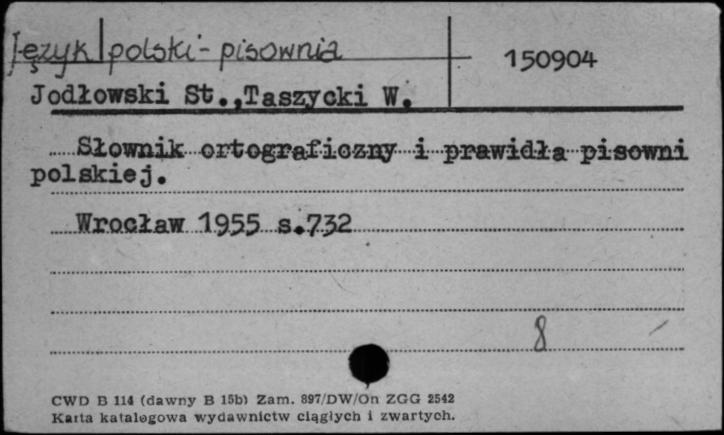 Język polski - pisownia
150904
Jodłowski St., Taszycki W.
Słownik ortograficzny i prawidła pisowni
polskiej.
Wrocław 1955 s.732
8
CWD B 114 (dawny B 15b) Zam. 897/DW/On ZGG 2542
Karta katalogowa wydawnictw ciągłych i zwartych.